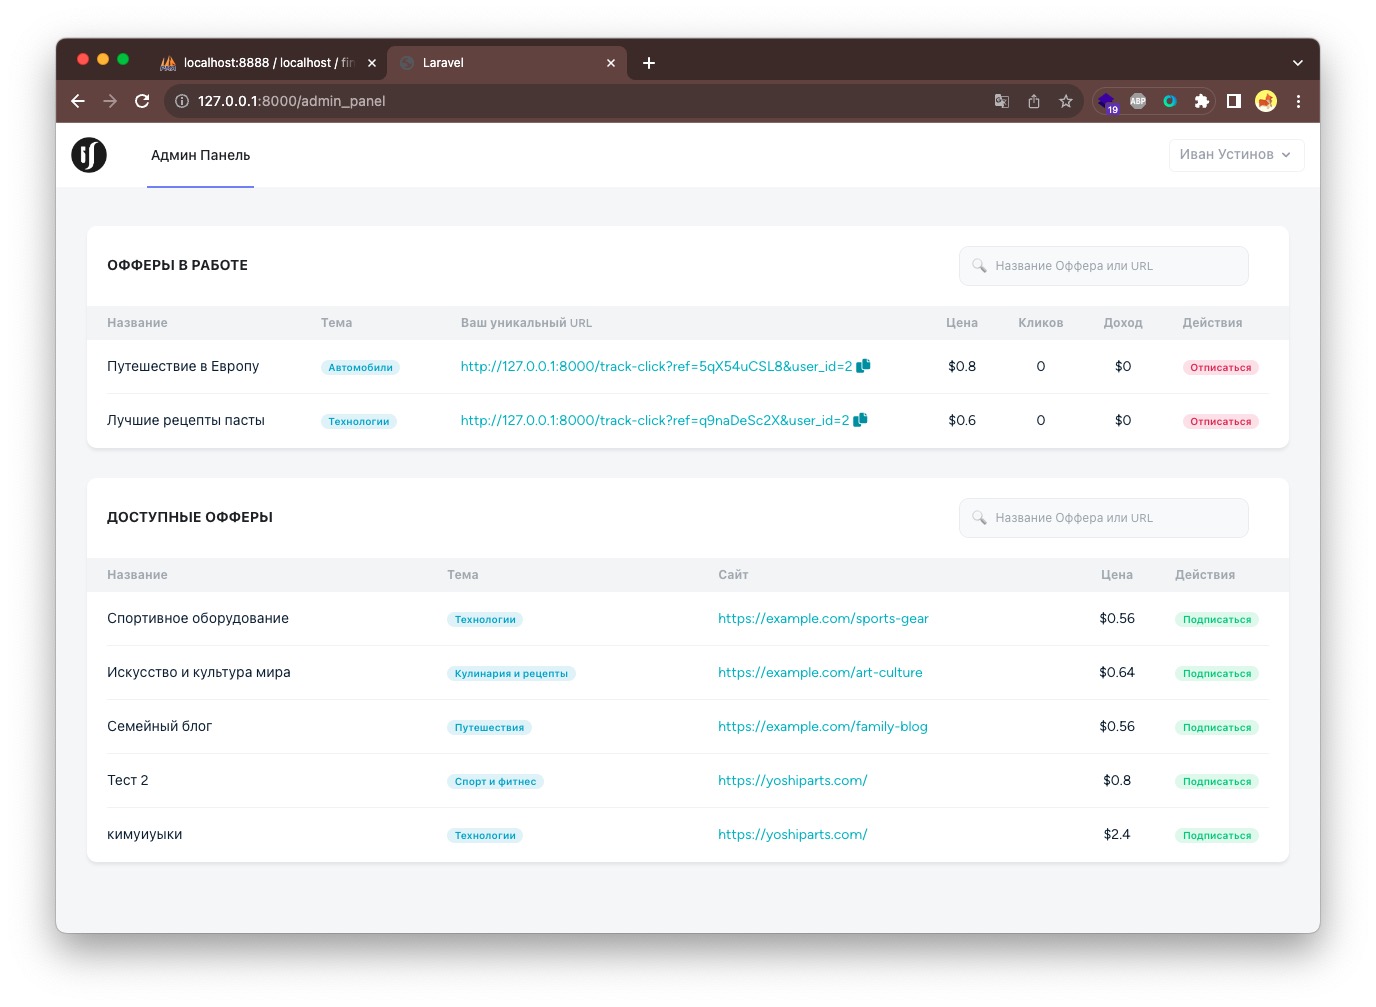 localhost:8888 / localhost / fin
Laravel
127.0.0.1:8000/admin_panel
ABP
19
Админ Панель
Иван Устинов
ОФФЕРЫ В РАБОТЕ
Название Оффера или URL
Название Тема Ваш уникальный URL Цена Кликов Доход Действия
Путешествие в Европу Автомобили http://127.0.0.1:8000/track-click?ref=5qX54uCSL8&user_id=2 $0.8 0 $0 Отписаться
Лучшие рецепты пасты Технологии http://127.0.0.1:8000/track-click?ref=q9naDeSc2X&user_id=2 $0.6 0 $0 Отписаться
ДОСТУПНЫЕ ОФФЕРЫ
Название Оффера или URL
Название Тема Сайт Цена Действия
Спортивное оборудование Технологии https://example.com/sports-gear $0.56 Подписаться
Искусство и культура мира Кулинария и рецепты https://example.com/art-culture $0.64 Подписаться
Семейный блог Путешествия https://example.com/family-blog $0.56 Подписаться
Тест 2 Спорт и фитнес https://yoshiparts.com/ $0.8 Подписаться
кимуиуыки Технологии https://yoshiparts.com/ $2.4 Подписаться